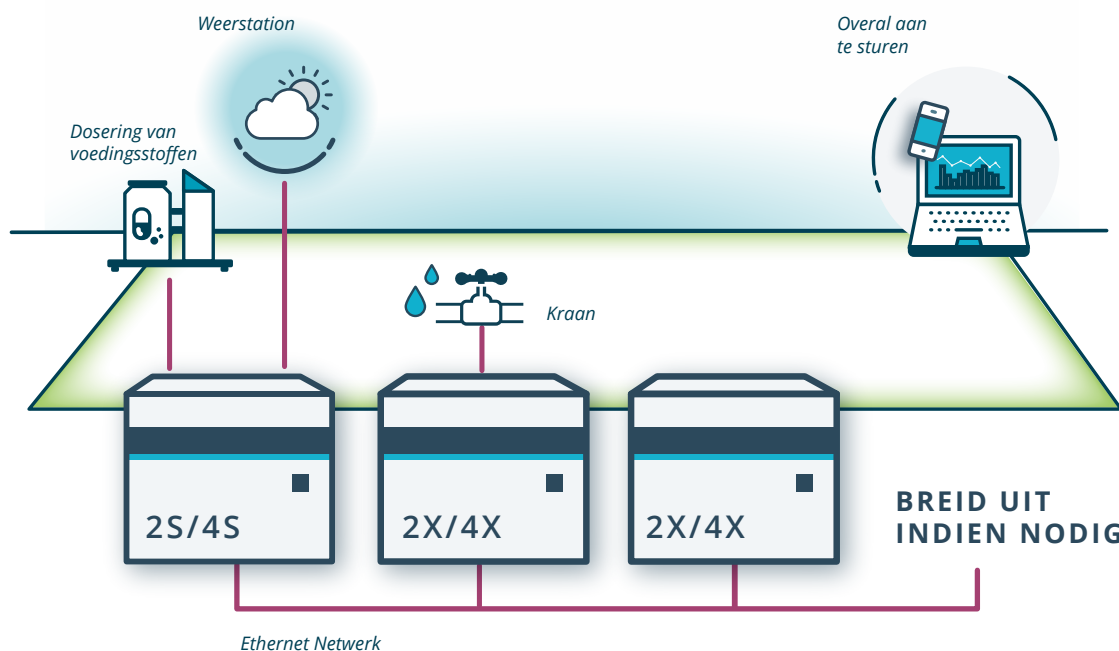 Weerstation
Overal aan
te sturen
Dosering van
voedingsstoffen
Kraan
2S/4S
2X/4X
2X/4X
BREID UIT
INDIEN NODIG
Ethernet Netwerk